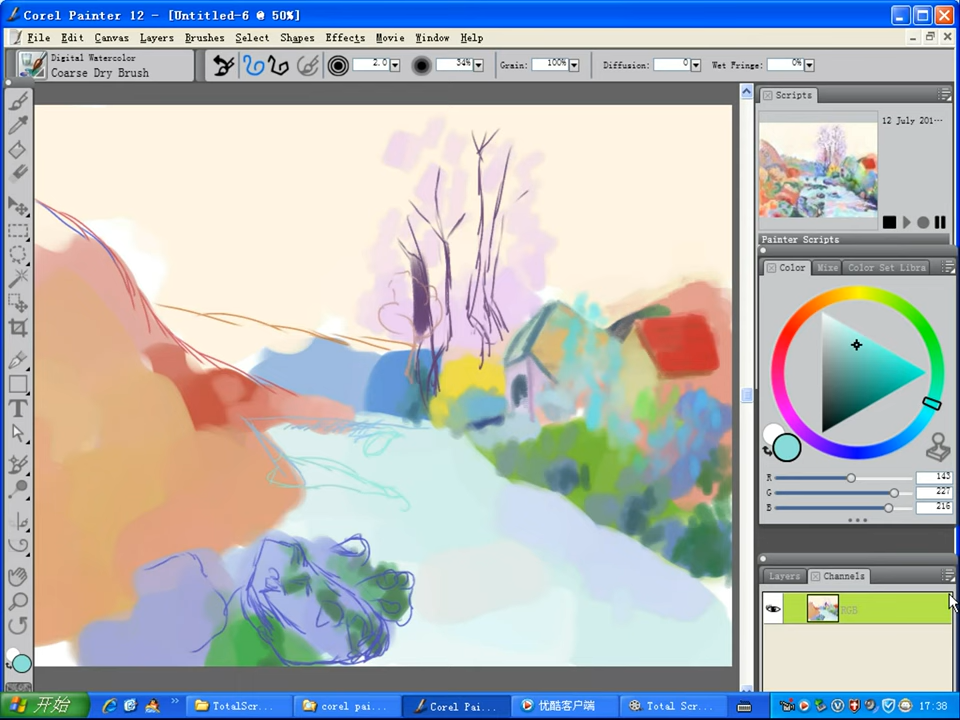 Corel Painter 12 - [Untitled-6 @ 50%]
File Edit Canvas Layers Brushes Select Shapes Effects Movie Window Help
Digital Watercolor
Coarse Dry Brush
2.0 34% Grain: 100% Diffusion: 0 Wet Fringe: 0%
Scripts
12 July 201...
Painter Scripts
Color Mixe Color Set Libra
R 143
G 227
B 216
Layers Channels
RGB
开始 TotalScr... corel pai... Corel Pai... 优酷客户端 Total Scr... 17:38